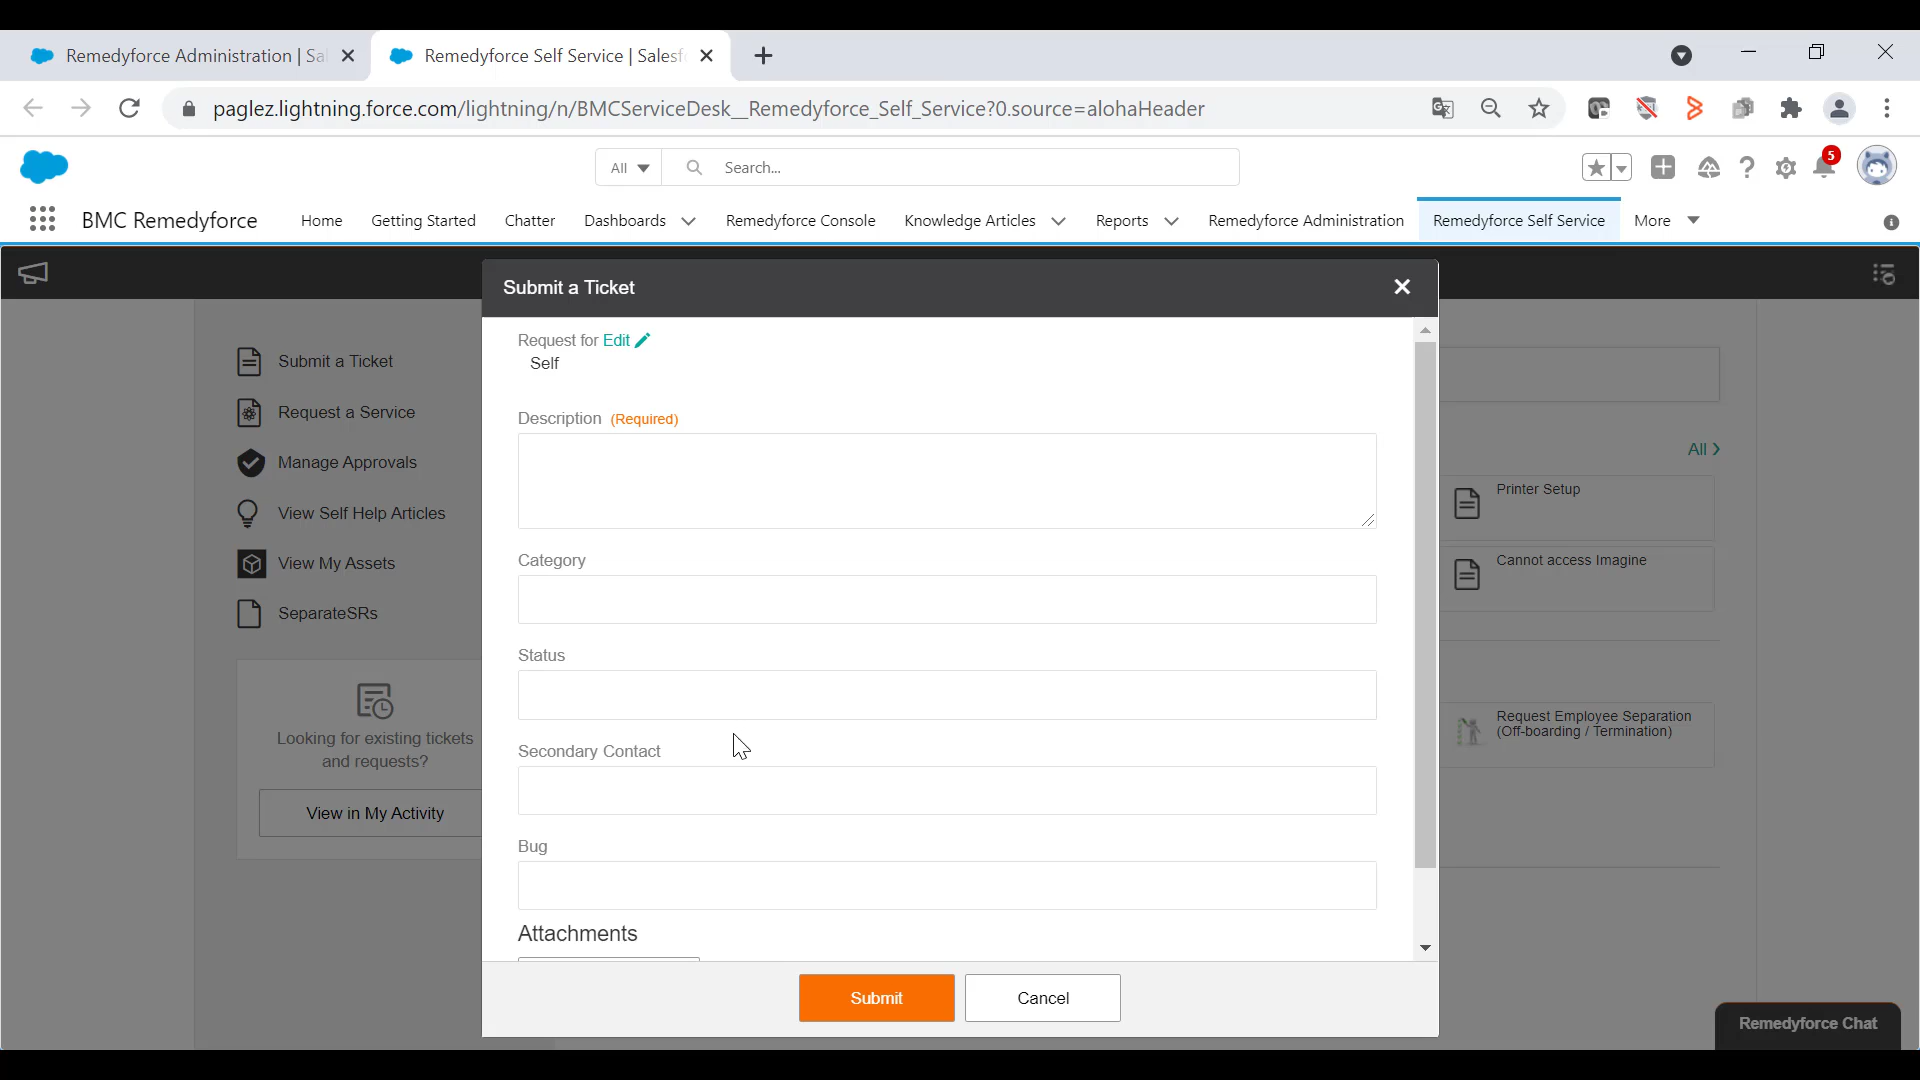 Remedyforce Administration | Sa
Remedyforce Self Service | Salesf
paglez.lightning.force.com/lightning/n/BMCServiceDesk__Remedyforce_Self_Service?0.source=alohaHeader
All
Search...
5
BMC Remedyforce
Home
Getting Started
Chatter
Dashboards
Remedyforce Console
Knowledge Articles
Reports
Remedyforce Administration
Remedyforce Self Service
More
Submit a Ticket
Request for Edit
Self
Description (Required)
Category
Status
Secondary Contact
Bug
Attachments
Submit
Cancel
Submit a Ticket
Request a Service
Manage Approvals
View Self Help Articles
View My Assets
SeparateSRs
Looking for existing tickets
and requests?
View in My Activity
All
Printer Setup
Cannot access Imagine
Request Employee Separation
(Off-boarding / Termination)
Remedyforce Chat